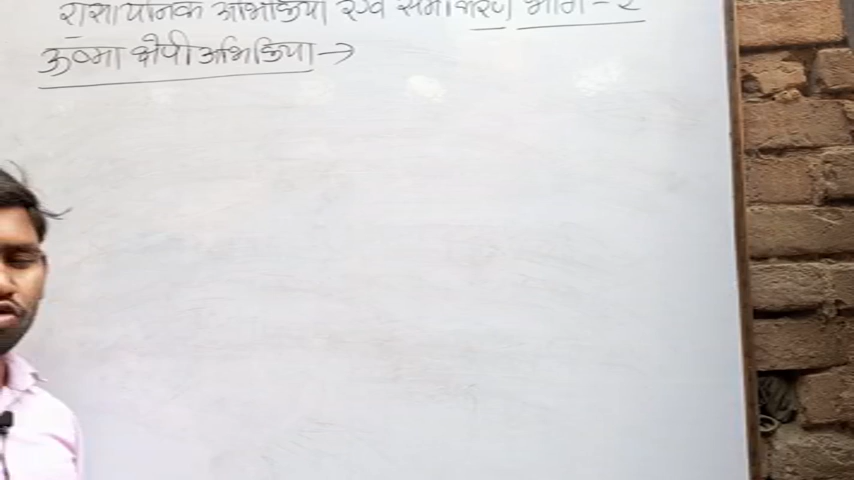 रासायनिक अभिक्रिया एवं समीकरण भाग - २
ऊष्मा क्षेपी अभिक्रिया →